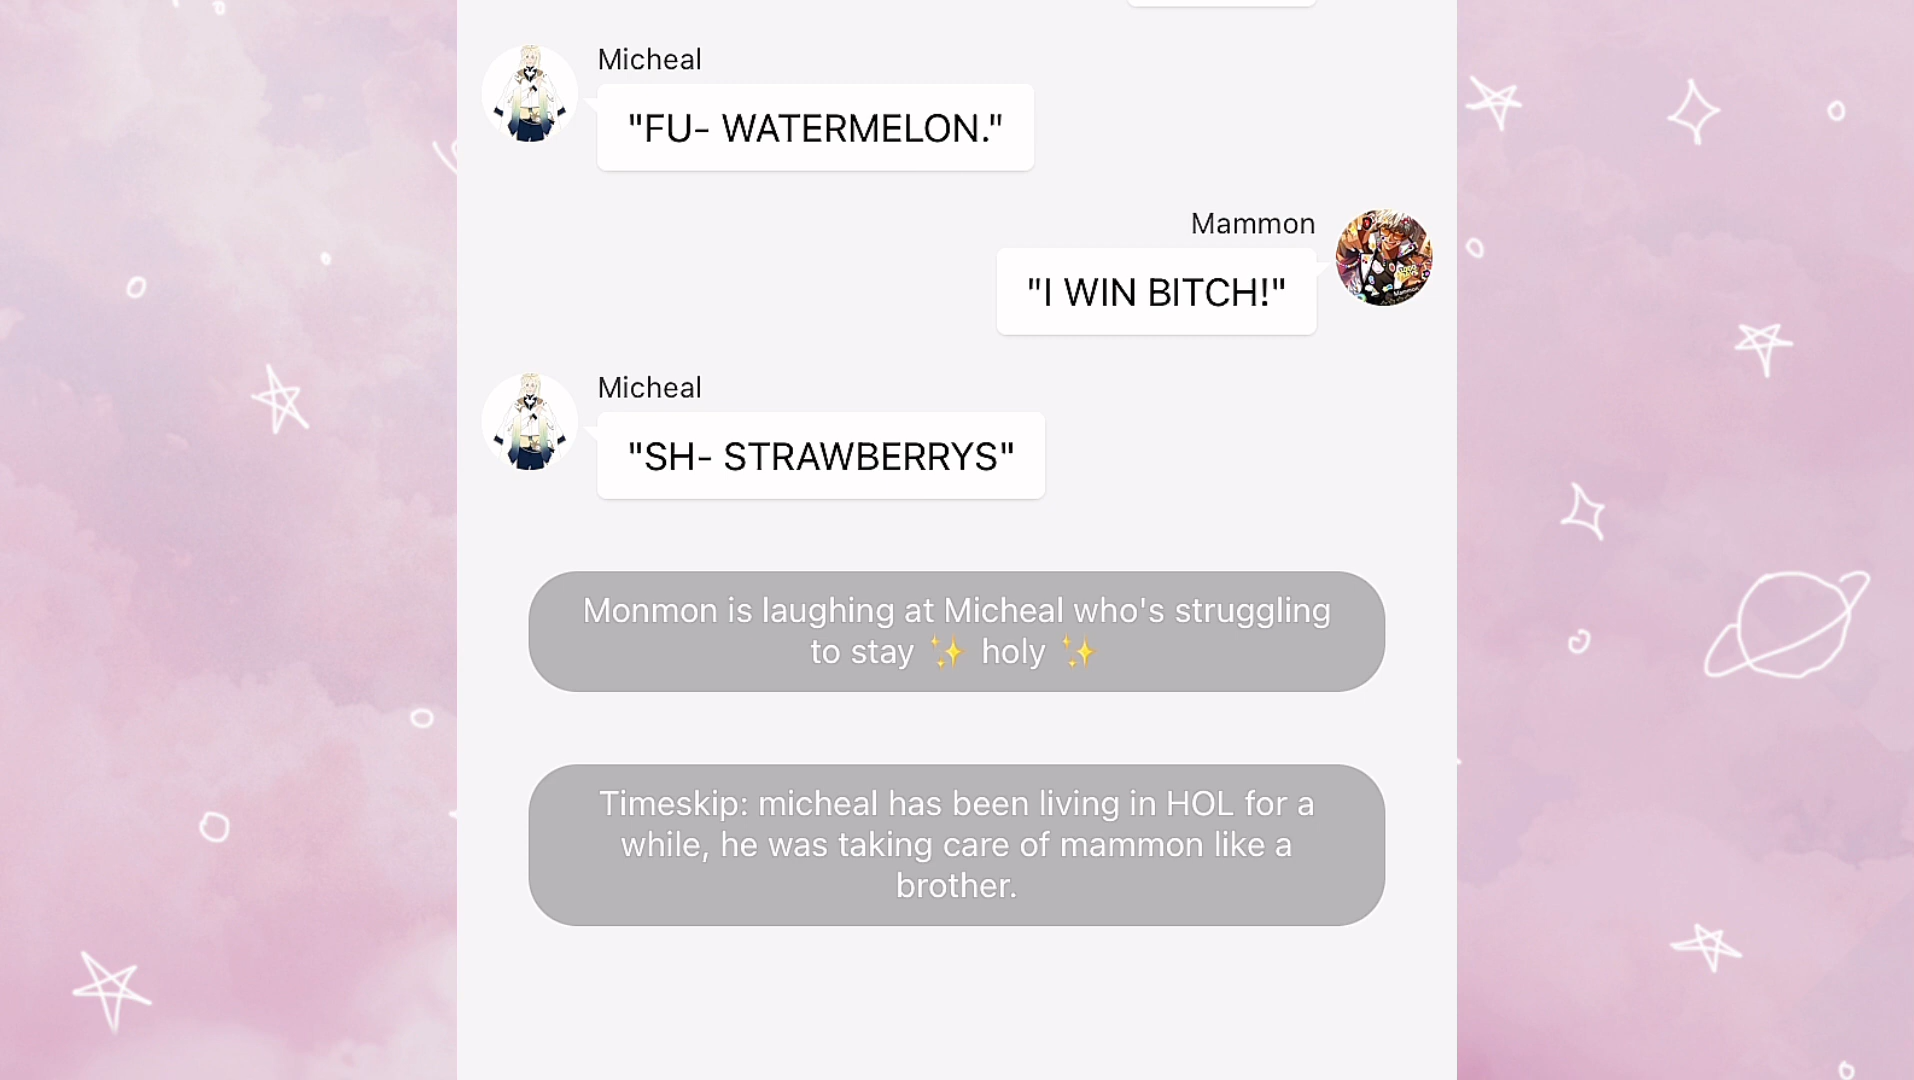 Micheal
"FU- WATERMELON."
Mammon
"I WIN BITCH!"
Micheal
"SH- STRAWBERRYS"
Monmon is laughing at Micheal who's struggling
to stay ✨ holy ✨
Timeskip: micheal has been living in HOL for a
while, he was taking care of mammon like a
brother.